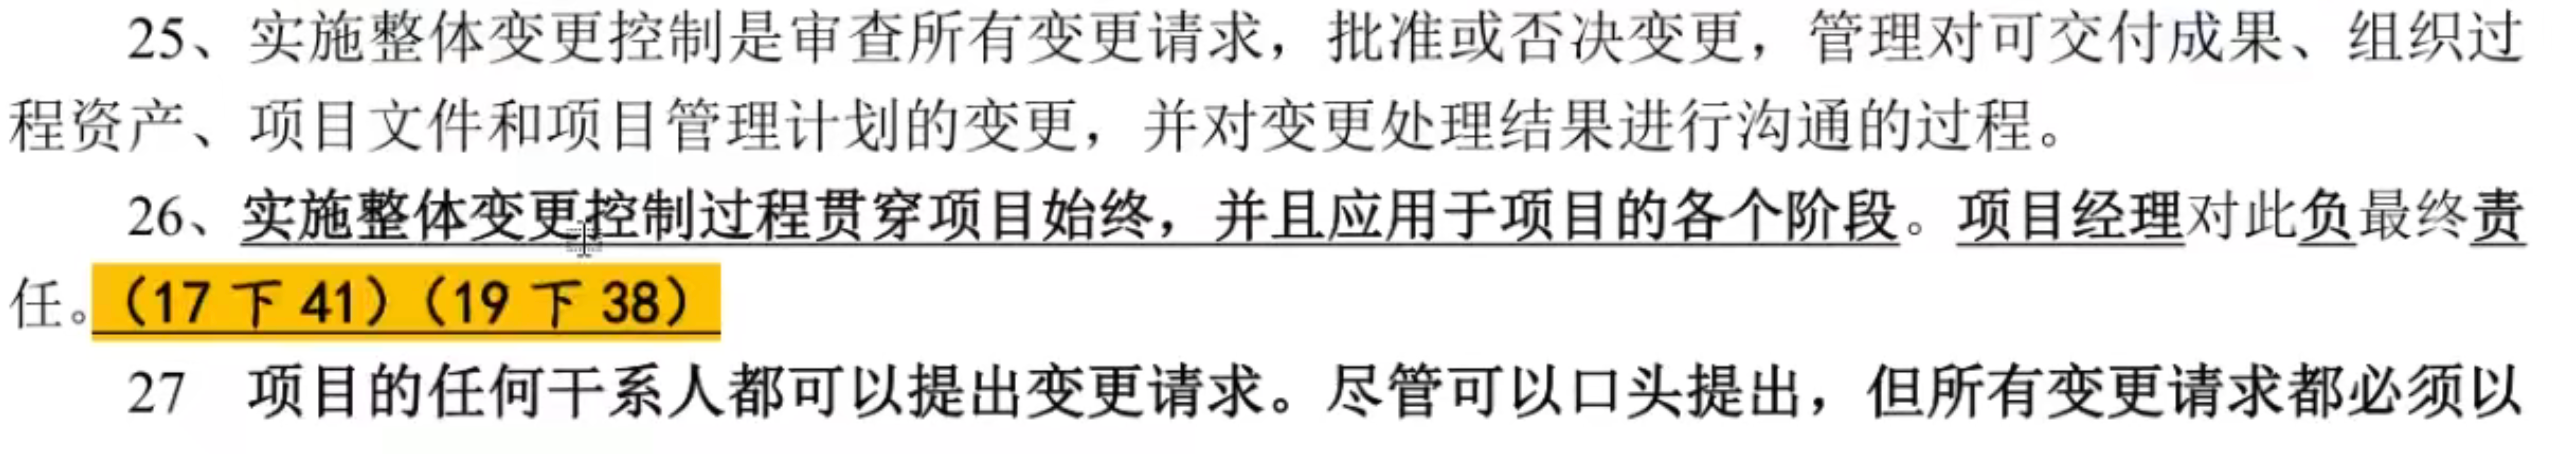 25、实施整体变更控制是审查所有变更请求，批准或否决变更，管理对可交付成果、组织过
程资产、项目文件和项目管理计划的变更，并对变更处理结果进行沟通的过程。
26、实施整体变更控制过程贯穿项目始终，并且应用于项目的各个阶段。项目经理对此负最终责
任。（17 下 41）（19 下 38）
27 项目的任何干系人都可以提出变更请求。尽管可以口头提出，但所有变更请求都必须以